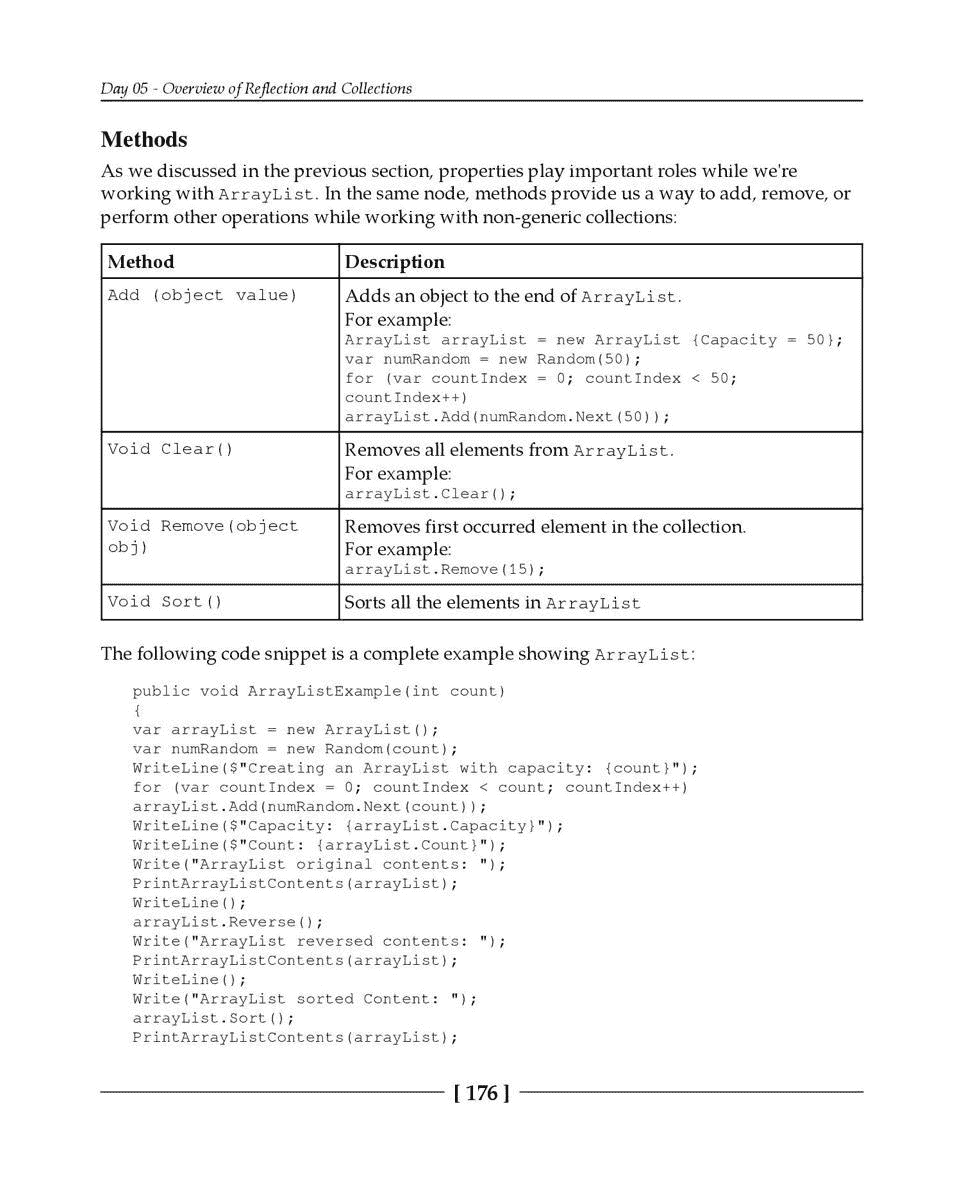 Day 05 - Overview of Reflection and Collections
Methods
As we discussed in the previous section, properties play important roles while we're
working with ArrayList. In the same node, methods provide us a way to add, remove, or
perform other operations while working with non-generic collections:
Method Description
Add (object value) Adds an object to the end of ArrayList.
For example:
ArrayList arrayList = new ArrayList {Capacity = 50};
var numRandom = new Random(50);
for (var countIndex = 0; countIndex < 50;
countIndex++)
arrayList.Add(numRandom.Next(50));
Void Clear() Removes all elements from ArrayList.
For example:
arrayList.Clear();
Void Remove(object Removes first occurred element in the collection.
obj) For example:
arrayList.Remove(15);
Void Sort() Sorts all the elements in ArrayList
The following code snippet is a complete example showing ArrayList:
public void ArrayListExample(int count)
{
var arrayList = new ArrayList();
var numRandom = new Random(count);
WriteLine($"Creating an ArrayList with capacity: {count}");
for (var countIndex = 0; countIndex < count; countIndex++)
arrayList.Add(numRandom.Next(count));
WriteLine($"Capacity: {arrayList.Capacity}");
WriteLine($"Count: {arrayList.Count}");
Write("ArrayList original contents: ");
PrintArrayListContents(arrayList);
WriteLine();
arrayList.Reverse();
Write("ArrayList reversed contents: ");
PrintArrayListContents(arrayList);
WriteLine();
Write("ArrayList sorted Content: ");
arrayList.Sort();
PrintArrayListContents(arrayList);
[ 176 ]